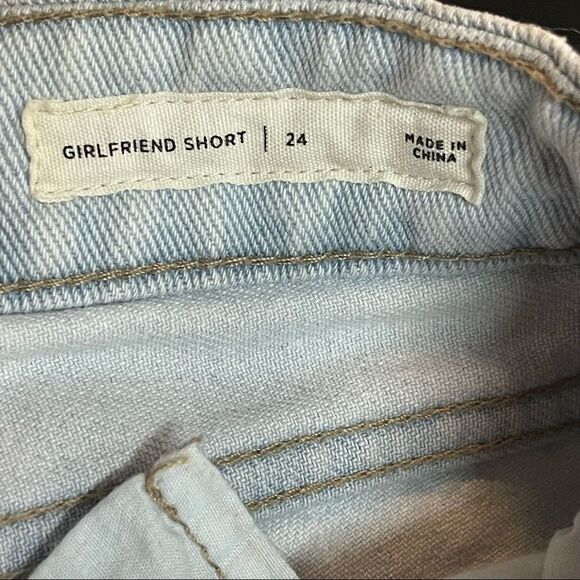 GIRLFRIEND SHORT | 24
MADE IN
CHINA